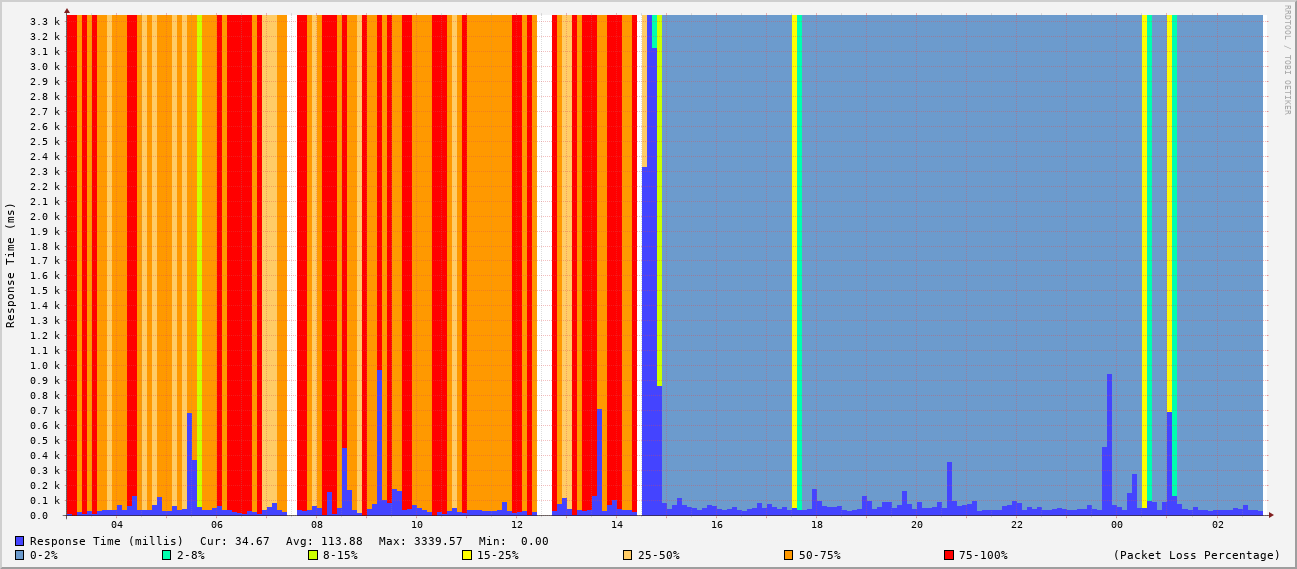 RRDTOOL / TOBI OETIKER
Response Time (ms)
3.3 k
3.2 k
3.1 k
3.0 k
2.9 k
2.8 k
2.7 k
2.6 k
2.5 k
2.4 k
2.3 k
2.2 k
2.1 k
2.0 k
1.9 k
1.8 k
1.7 k
1.6 k
1.5 k
1.4 k
1.3 k
1.2 k
1.1 k
1.0 k
0.9 k
0.8 k
0.7 k
0.6 k
0.5 k
0.4 k
0.3 k
0.2 k
0.1 k
0.0
04 06 08 10 12 14 16 18 20 22 00 02
Response Time (millis) Cur: 34.67 Avg: 113.88 Max: 3339.57 Min: 0.00
0-2% 2-8% 8-15% 15-25% 25-50% 50-75% 75-100% (Packet Loss Percentage)